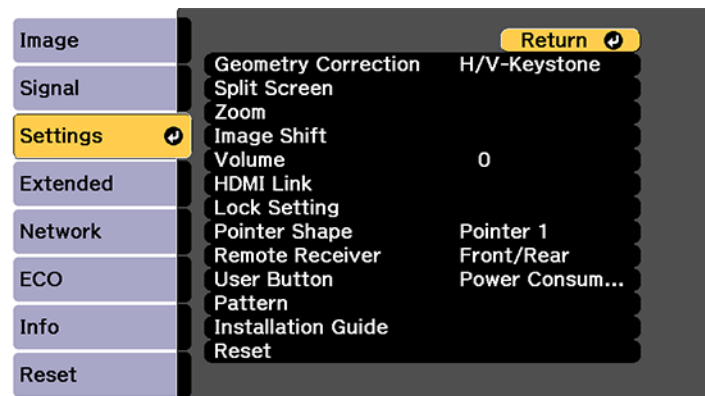 Image
Signal
Settings
Extended
Network
ECO
Info
Reset
Return
Geometry Correction H/V-Keystone
Split Screen
Zoom
Image Shift
Volume 0
HDMI Link
Lock Setting
Pointer Shape Pointer 1
Remote Receiver Front/Rear
User Button Power Consum...
Pattern
Installation Guide
Reset